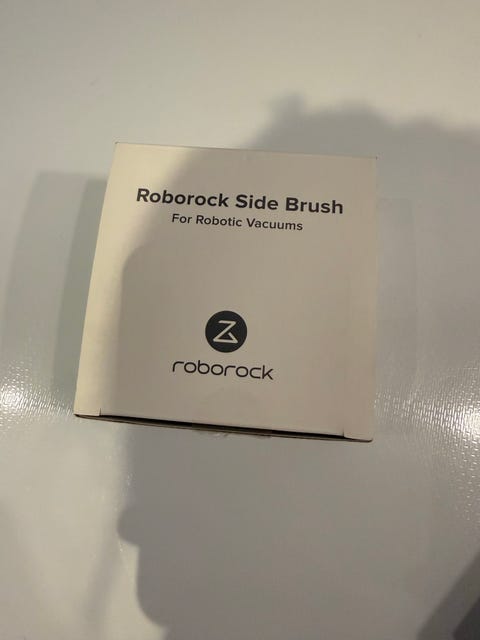 Roborock Side Brush
For Robotic Vacuums
roborock